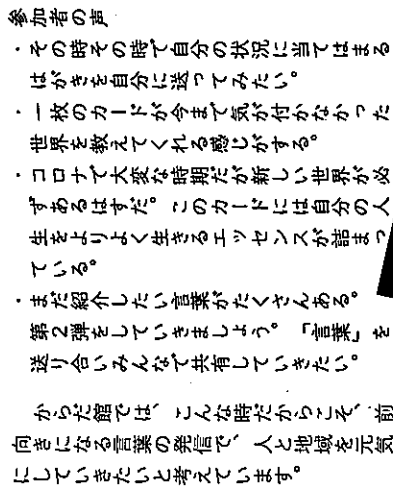 参加者の声
・その時その時で自分の状況に当てはまる
はがきを自分に送ってみたい。
・一枚のカードが今まで気が付かなかった
世界を教えてくれる感じがする。
・コロナで大変な時期だが新しい世界が必
ずあるはずだ。このカードには自分の人
生をよりよく生きるエッセンスが詰まっ
ている。
・まだ紹介したい言葉がたくさんある。
第2弾をしていきましょう。「言葉」を
送り合いみんなで共有していきたい。
からだ館では、こんな時だからこそ、前
向きになる言葉の発信で、人と地域を元気
にしていきたいと考えています。